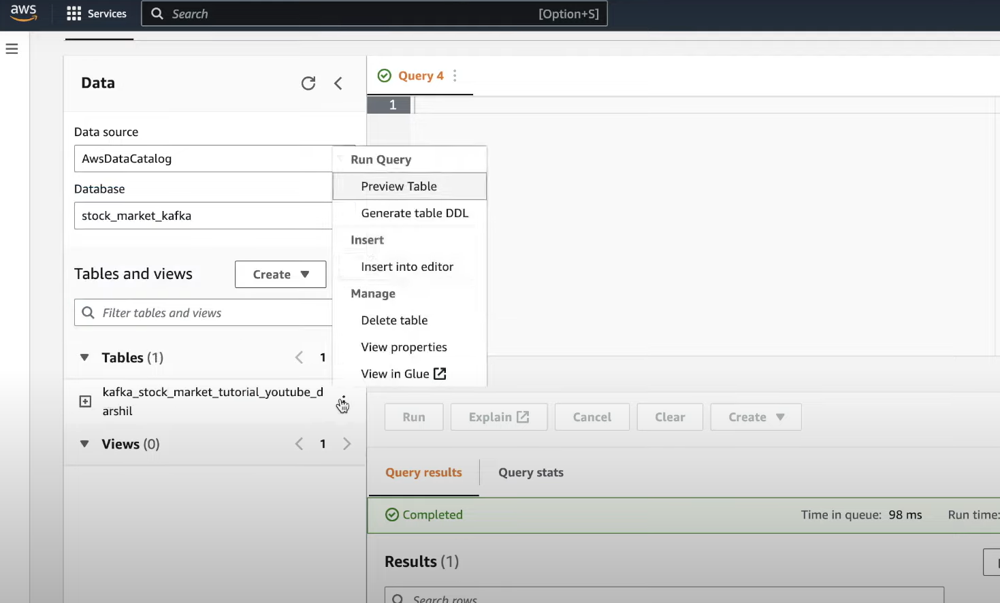 aws
Services
Search
[Option+S]
Data
Data source
AwsDataCatalog
Database
stock_market_kafka
Tables and views
Create
Filter tables and views
Tables (1)
1
kafka_stock_market_tutorial_youtube_d
arshil
Views (0)
1
Query 4
1
Run Query
Preview Table
Generate table DDL
Insert
Insert into editor
Manage
Delete table
View properties
View in Glue
Run
Explain
Cancel
Clear
Create
Query results
Query stats
Completed
Time in queue: 98 ms
Run time:
Results (1)
Search rows